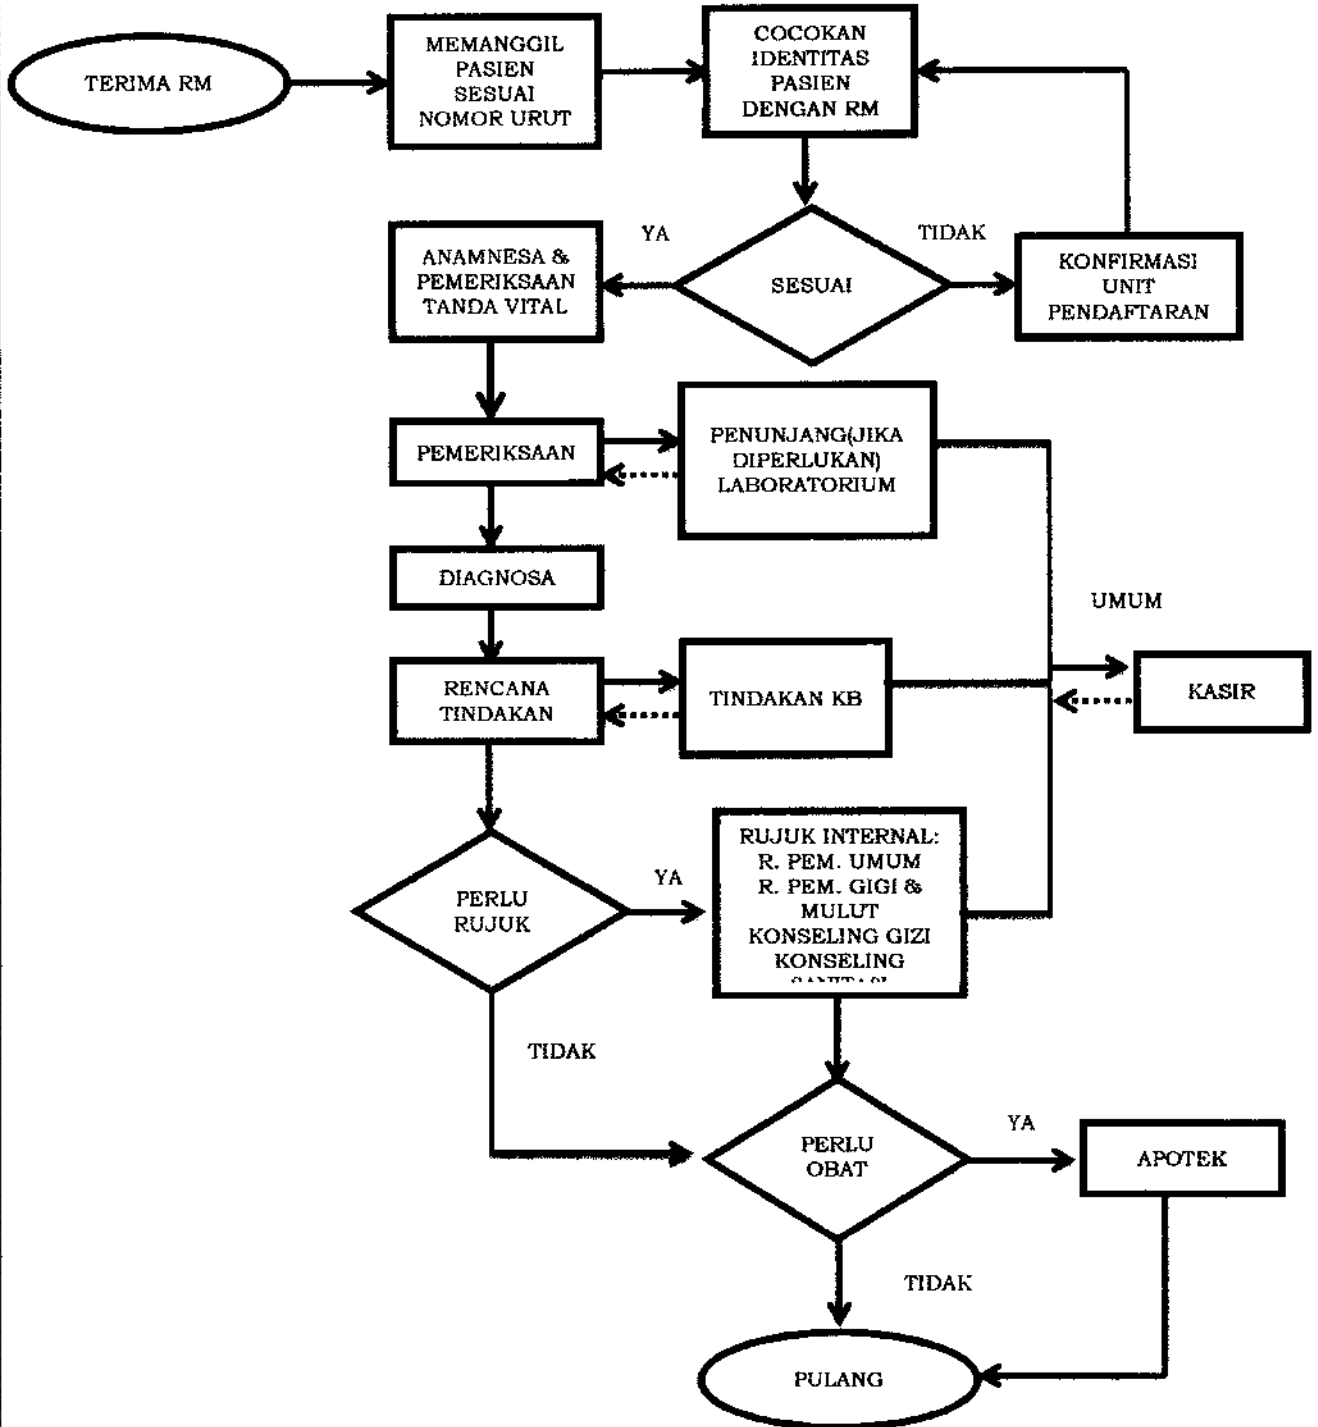 TERIMA RM
MEMANGGIL
PASIEN
SESUAI
NOMOR URUT
COCOKAN
IDENTITAS
PASIEN
DENGAN RM
YA
TIDAK
ANAMNESA &
PEMERIKSAAN
TANDA VITAL
SESUAI
KONFIRMASI
UNIT
PENDAFTARAN
PEMERIKSAAN
PENUNJANG(JIKA
DIPERLUKAN)
LABORATORIUM
DIAGNOSA
UMUM
RENCANA
TINDAKAN
TINDAKAN KB
KASIR
PERLU
RUJUK
YA
RUJUK INTERNAL:
R. PEM. UMUM
R. PEM. GIGI &
MULUT
KONSELING GIZI
KONSELING
TIDAK
PERLU
OBAT
YA
APOTEK
TIDAK
PULANG